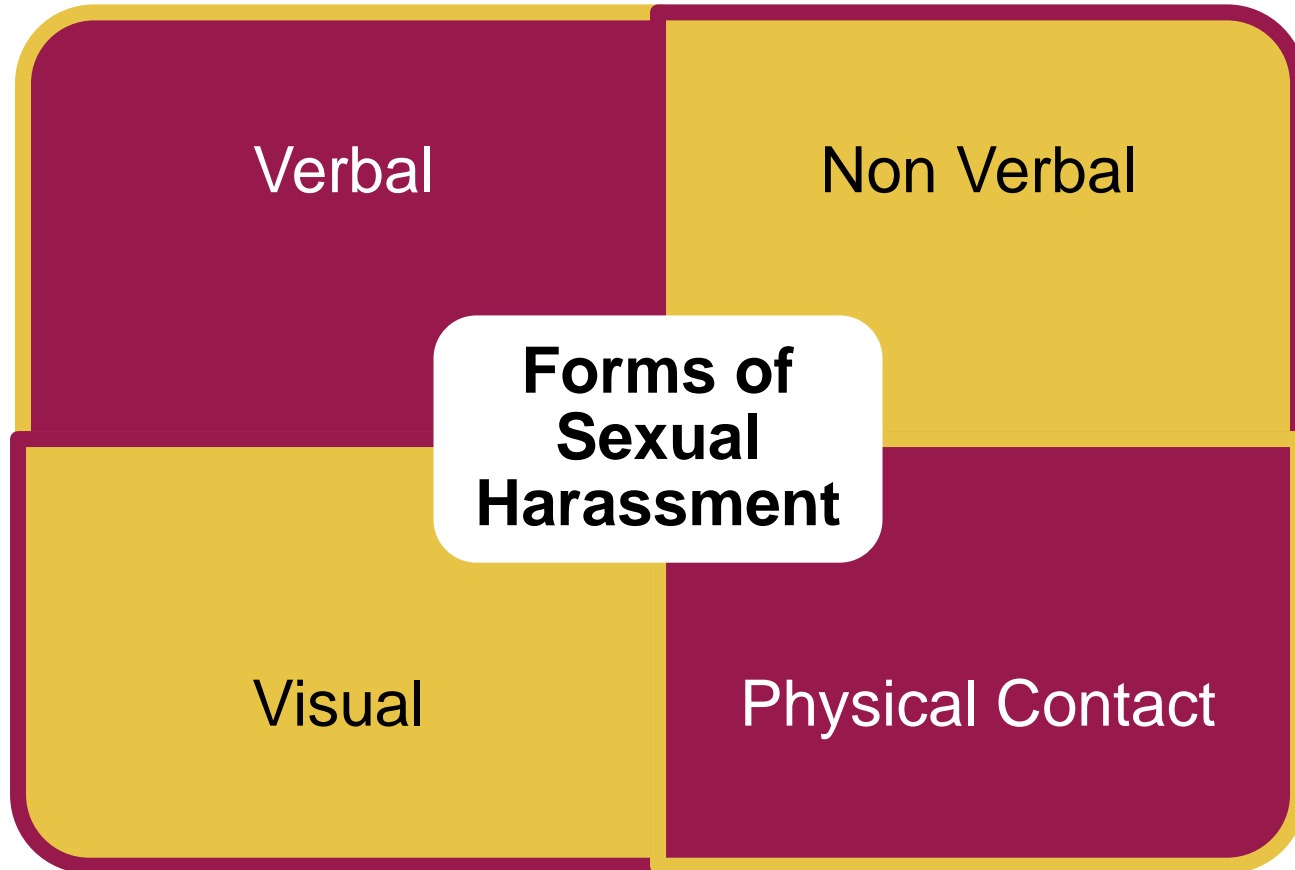 Verbal
Non Verbal
Forms of
Sexual
Harassment
Visual
Physical Contact